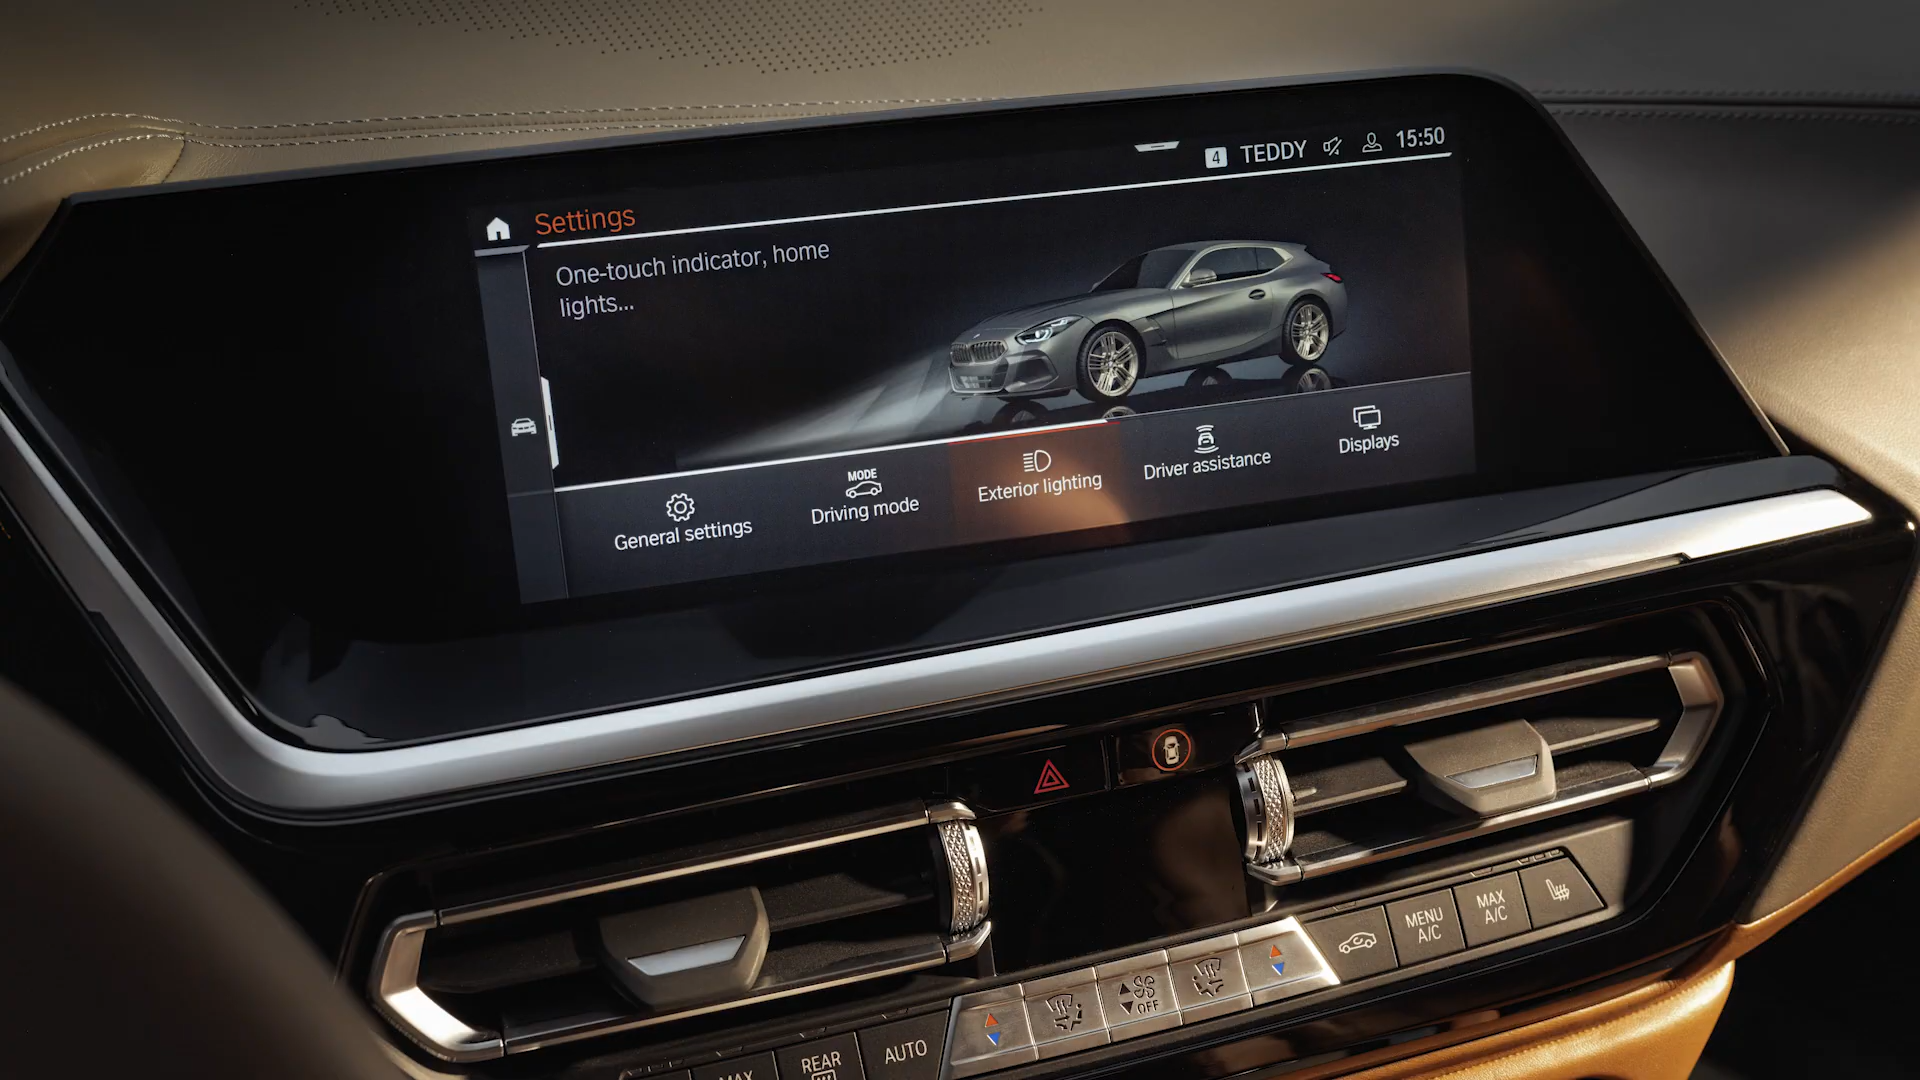 4 TEDDY 15:50
Settings
One-touch indicator, home
lights...
MODE
General settings
Driving mode
Exterior lighting
Driver assistance
Displays
MENU
A/C
MAX
A/C
OFF
AUTO
REAR
MAX